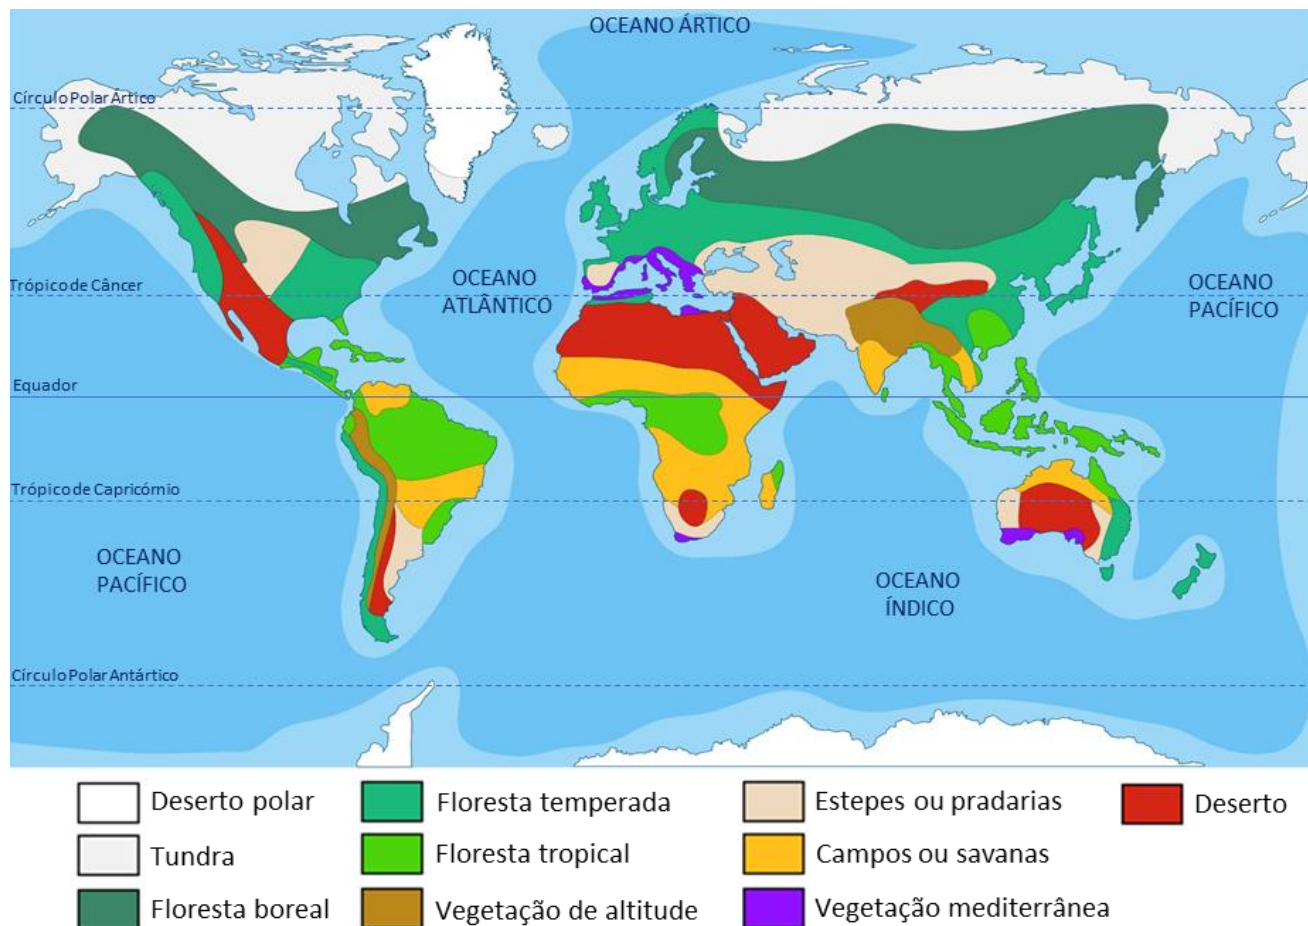 OCEANO ÁRTICO
Círculo Polar Ártico
OCEANO
ATLÂNTICO
Trópico de Câncer
OCEANO
PACÍFICO
Equador
Trópico de Capricórnio
OCEANO
PACÍFICO
OCEANO
ÍNDICO
Círculo Polar Antártico
Deserto polar
Floresta temperada
Estepes ou pradarias
Deserto
Tundra
Floresta tropical
Campos ou savanas
Floresta boreal
Vegetação de altitude
Vegetação mediterrânea